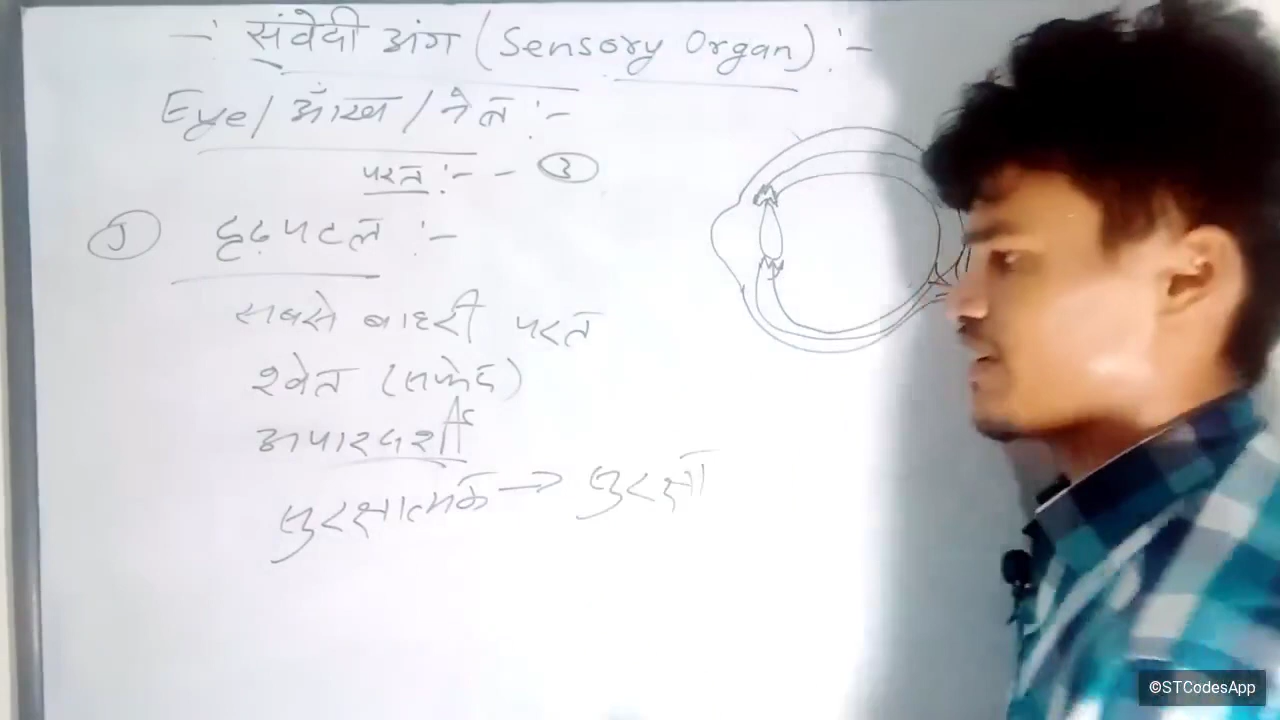 -: संवेदी अंग (Sensory Organ) :-
Eye / आँख / नेत्र :-
परत :- - ③
① दृढ़पटल :-
सबसे बाहरी परत
श्वेत (सफेद)
अपारदर्शी
सुरक्षात्मक → सुरक्षा
©STCodesApp